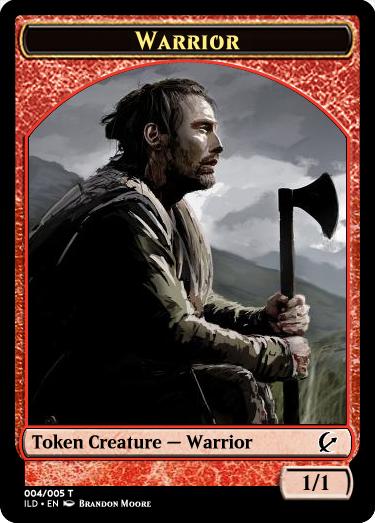 WARRIOR
Token Creature — Warrior
1/1
004/005 T
ILD • EN BRANDON MOORE